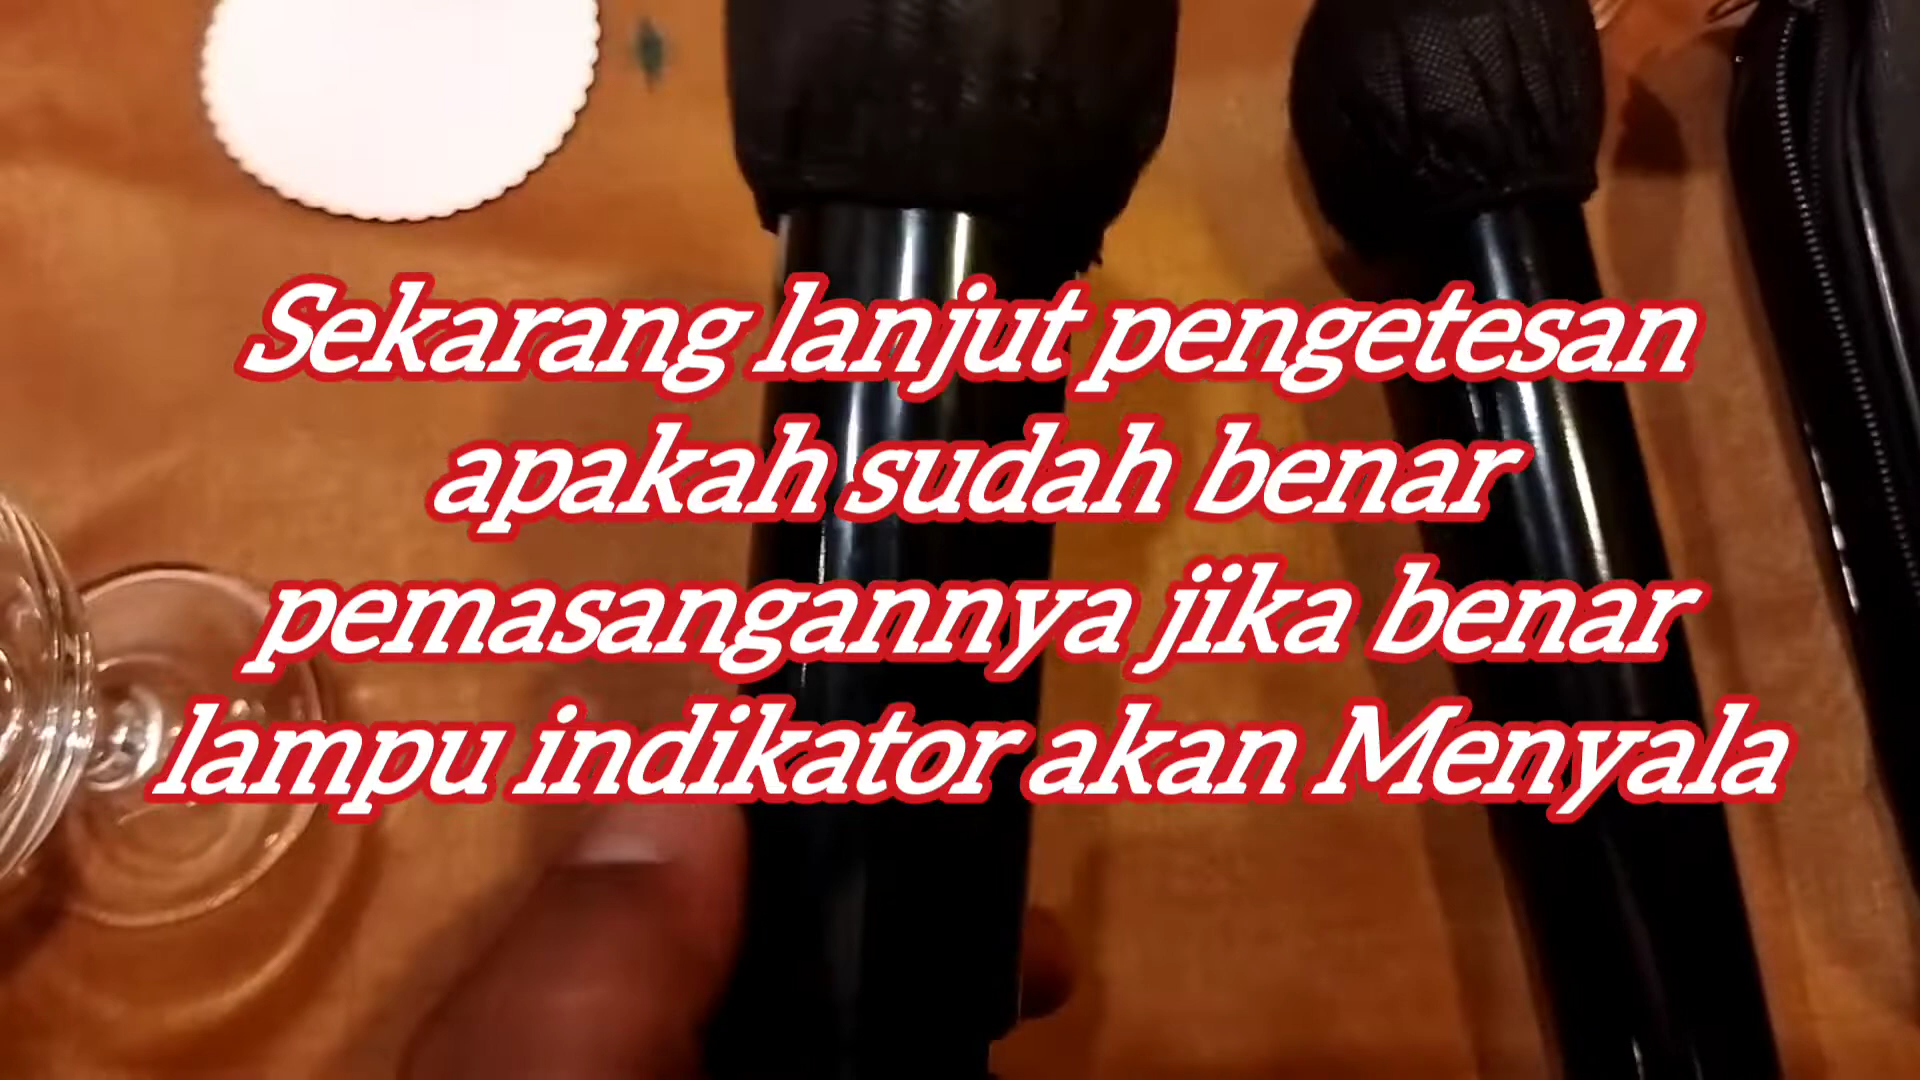 Sekarang lanjut pengetesan
apakah sudah benar
pemasangannya jika benar
lampu indikator akan Menyala